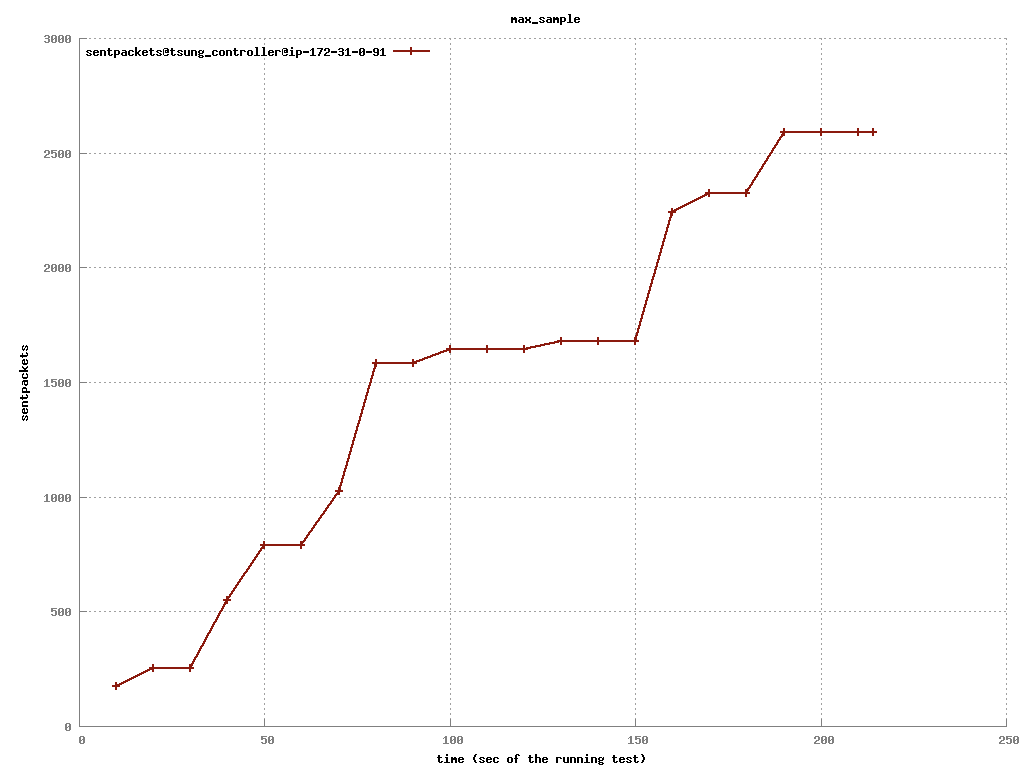 max_sample
3000
sentpackets@tsung_controller@ip-172-31-0-91
2500
2000
1500
1000
500
0
sentpackets
0 50 100 150 200 250
time (sec of the running test)